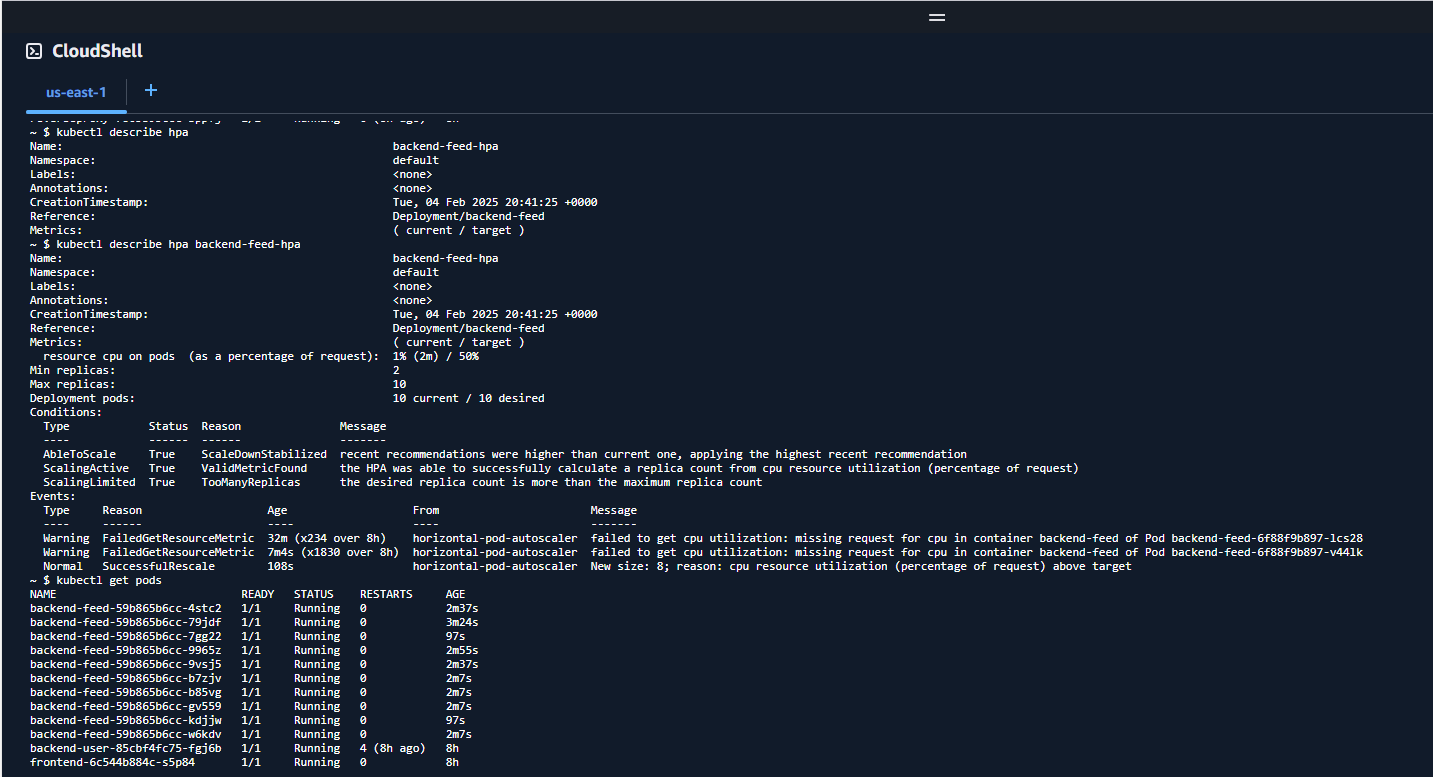 CloudShell
us-east-1 +
~ $ kubectl describe hpa
Name: backend-feed-hpa
Namespace: default
Labels: <none>
Annotations: <none>
CreationTimestamp: Tue, 04 Feb 2025 20:41:25 +0000
Reference: Deployment/backend-feed
Metrics: ( current / target )
~ $ kubectl describe hpa backend-feed-hpa
Name: backend-feed-hpa
Namespace: default
Labels: <none>
Annotations: <none>
CreationTimestamp: Tue, 04 Feb 2025 20:41:25 +0000
Reference: Deployment/backend-feed
Metrics: ( current / target )
  resource cpu on pods  (as a percentage of request): 1% (2m) / 50%
Min replicas: 2
Max replicas: 10
Deployment pods: 10 current / 10 desired
Conditions:
  Type Status Reason Message
  ---- ------ ------ -------
  AbleToScale True ScaleDownStabilized recent recommendations were higher than current one, applying the highest recent recommendation
  ScalingActive True ValidMetricFound the HPA was able to successfully calculate a replica count from cpu resource utilization (percentage of request)
  ScalingLimited True TooManyReplicas the desired replica count is more than the maximum replica count
Events:
  Type Reason Age From Message
  ---- ------ ---- ---- -------
  Warning FailedGetResourceMetric 32m (x234 over 8h) horizontal-pod-autoscaler failed to get cpu utilization: missing request for cpu in container backend-feed of Pod backend-feed-6f88f9b897-lcs28
  Warning FailedGetResourceMetric 7m4s (x1830 over 8h) horizontal-pod-autoscaler failed to get cpu utilization: missing request for cpu in container backend-feed of Pod backend-feed-6f88f9b897-v44lk
  Normal SuccessfulRescale 108s horizontal-pod-autoscaler New size: 8; reason: cpu resource utilization (percentage of request) above target
~ $ kubectl get pods
NAME READY STATUS RESTARTS AGE
backend-feed-59b865b6cc-4stc2 1/1 Running 0 2m37s
backend-feed-59b865b6cc-79jdf 1/1 Running 0 3m24s
backend-feed-59b865b6cc-7gg22 1/1 Running 0 97s
backend-feed-59b865b6cc-9965z 1/1 Running 0 2m55s
backend-feed-59b865b6cc-9vsj5 1/1 Running 0 2m37s
backend-feed-59b865b6cc-b7zjv 1/1 Running 0 2m7s
backend-feed-59b865b6cc-b85vg 1/1 Running 0 2m7s
backend-feed-59b865b6cc-gv559 1/1 Running 0 2m7s
backend-feed-59b865b6cc-kdjjw 1/1 Running 0 97s
backend-feed-59b865b6cc-w6kdv 1/1 Running 0 2m7s
backend-user-85cbf4fc75-fgj6b 1/1 Running 4 (8h ago) 8h
frontend-6c544b884c-s5p84 1/1 Running 0 8h